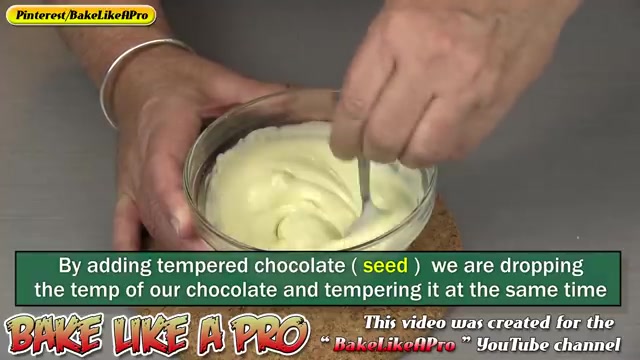 Pinterest/BakeLikeAPro
By adding tempered chocolate ( seed ) we are dropping
the temp of our chocolate and tempering it at the same time
BAKE LIKE A PRO
This video was created for the
“ BakeLikeAPro ” YouTube channel